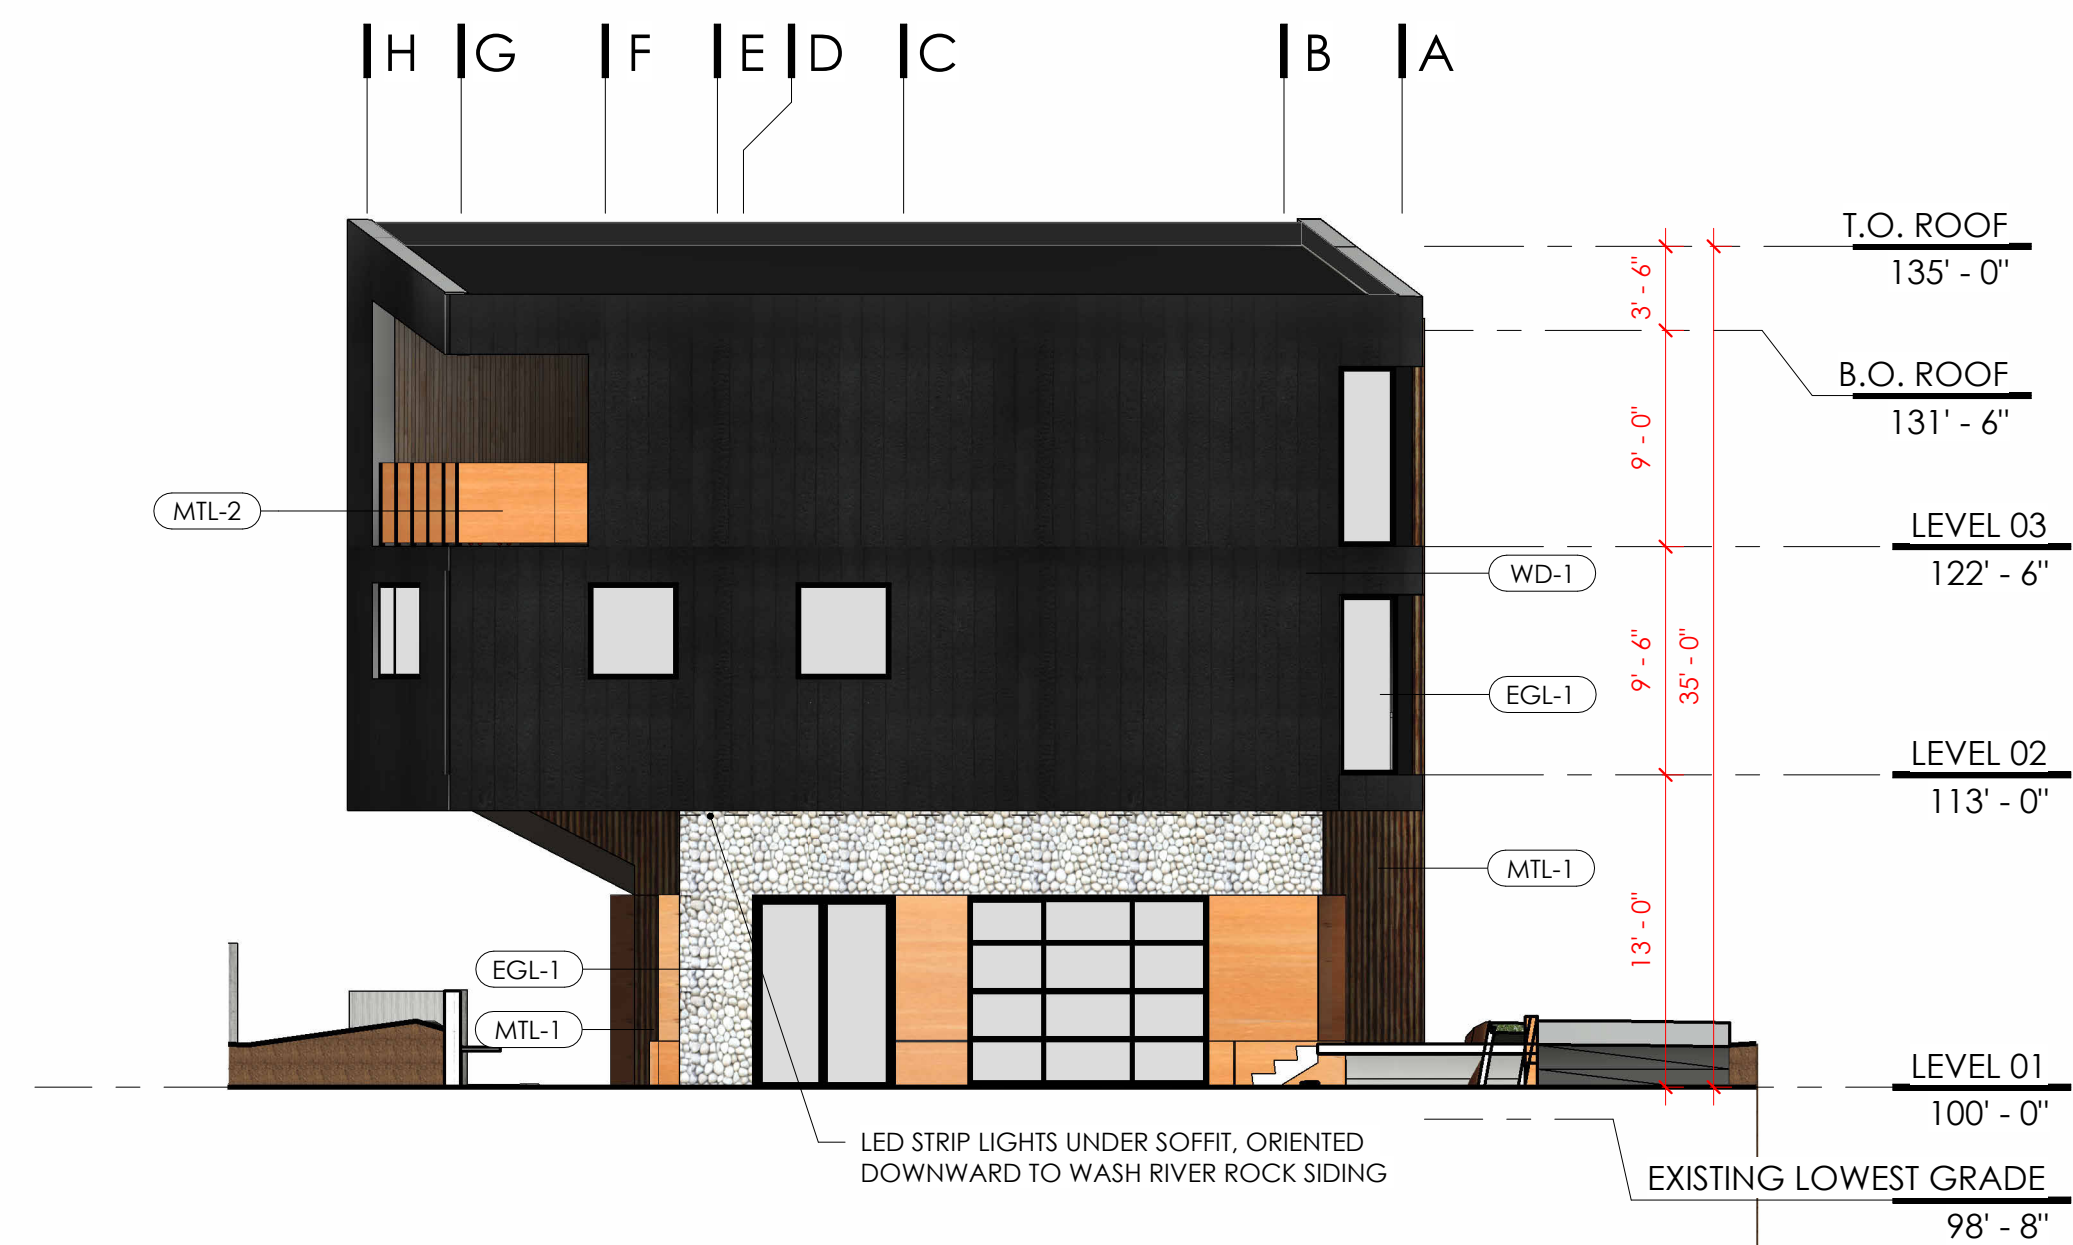 H
G
F
E
D
C
B
A
T.O. ROOF
135' - 0"
3' - 6"
B.O. ROOF
131' - 6"
9' - 0"
MTL-2
LEVEL 03
122' - 6"
WD-1
9' - 6"
35' - 0"
EGL-1
LEVEL 02
113' - 0"
MTL-1
13' - 0"
EGL-1
MTL-1
LEVEL 01
100' - 0"
LED STRIP LIGHTS UNDER SOFFIT, ORIENTED
DOWNWARD TO WASH RIVER ROCK SIDING
EXISTING LOWEST GRADE
98' - 8"